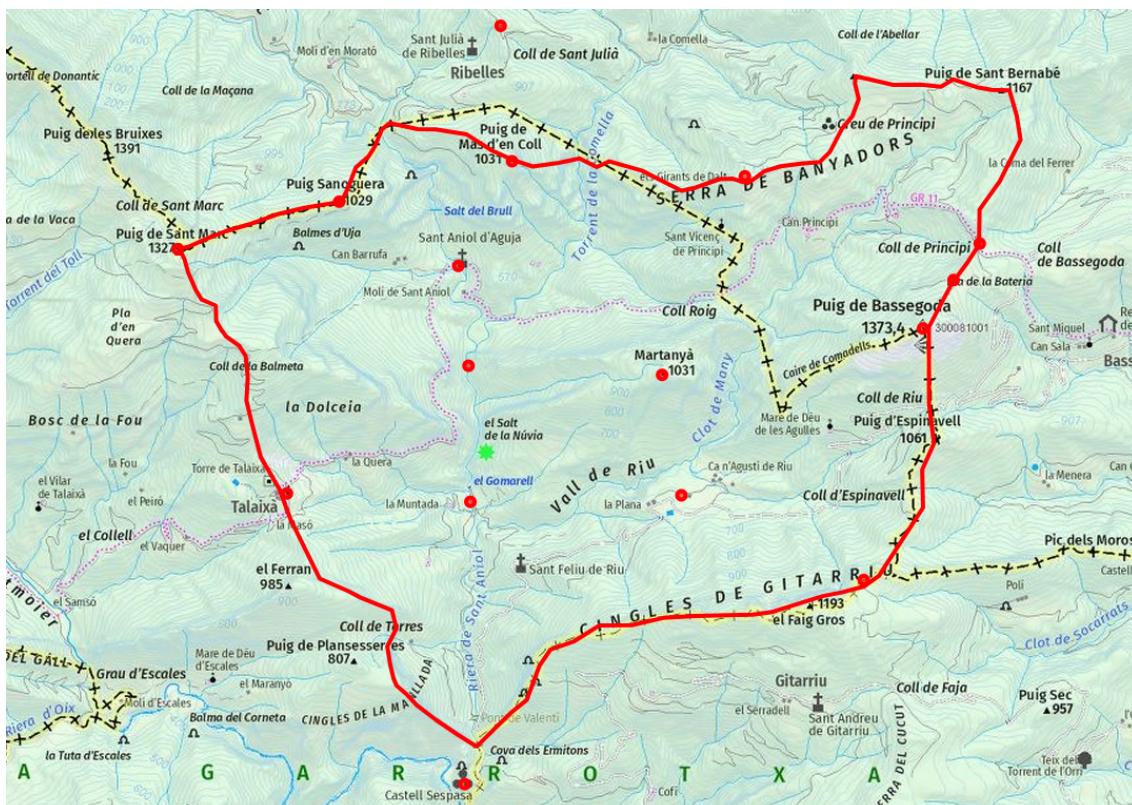 Molí d'en Morató
Sant Julià
de Ribelles
Ribelles
Coll de Sant Julià
la Comella
Coll de l'Abellar
Portell de Donantic
Coll de la Maçana
Puig de Sant Bernabé
1167
Puig de les Bruixes
1391
Puig de
Mas d'en Coll
1031
Torrent de la Comella
Creu de Principi
SERRA DE BANYADORS
els Girants de Dalt
la Coma del Ferrer
Puig Sanoguera
1029
Coll de Sant Marc
Puig de Sant Marc
1327
Balmes d'Uja
Can Barrufa
Salt del Brull
Sant Aniol d'Aguja
Molí de Sant Aniol
Sant Vicenç
de Principi
Can Principi
GR 11
Coll de Principi
Coll
de Bassegoda
Torrent del Toll
Pla
d'en
Quera
Coll Roig
Puig de Bassegoda
1373,4
300081001
Sant Miquel
Can Sala
Coll de la Balmeta
Martanyà
1031
Clot de Many
Caire de Comadells
Mare de Déu
de les Agulles
Coll de Riu
Puig d'Espinavell
1061
907
Bosc de la Fou
la Dolceia
el Salt
de la Núvia
la Fou
Torre de Talaixà
la Quera
el Gomarell
Vall de Riu
Ca n'Agustí de Riu
la Plana
Coll d'Espinavell
la Menera
el Vilar
de Talaixà
el Peiró
Talaixà
la Muntada
el Collell
el Vaquer
el Ferran
985
Sant Feliu de Riu
Pic dels Moros
Polí
el Samsó
CINGLES DE GITARRIU
1193
el Faig Gros
Clot de Socarrats
Coll de Torres
Puig de Plansesserres
807
Riera de Sant Aniol
Grau d'Escales
Mare de Déu
d'Escales
el Maranyó
Molí d'Escales
Riera d'Oix
Balma del Corneta
CINGLES DE LA MANLLADA
Pont de Valentí
Gitarriu
el Serradell
Sant Andreu
de Gitarriu
Coll de Faja
Puig Sec
957
la Tuta d'Escales
Cova dels Ermitons
A G A R R O T X A
Castell Sespasa
Cofí
SERRA DEL CUCUT
Teix del
Torrent de l'Orri